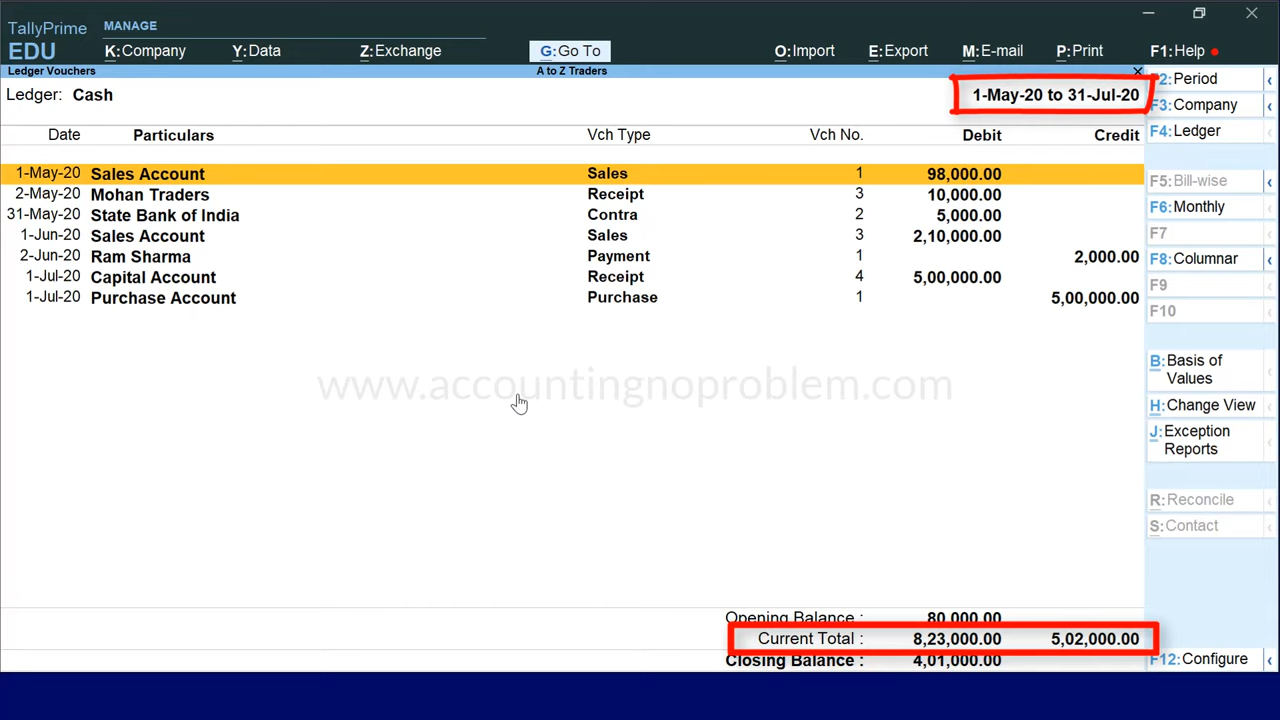 TallyPrime MANAGE
EDU K:Company Y:Data Z:Exchange G:Go To O:Import E:Export M:E-mail P:Print F1:Help
Ledger Vouchers A to Z Traders ×
Ledger: Cash 1-May-20 to 31-Jul-20
Date Particulars Vch Type Vch No. Debit Credit
1-May-20 Sales Account Sales 1 98,000.00
2-May-20 Mohan Traders Receipt 3 10,000.00
31-May-20 State Bank of India Contra 2 5,000.00
1-Jun-20 Sales Account Sales 3 2,10,000.00
2-Jun-20 Ram Sharma Payment 1 2,000.00
1-Jul-20 Capital Account Receipt 4 5,00,000.00
1-Jul-20 Purchase Account Purchase 1 5,00,000.00
www.accountingnoproblem.com
Opening Balance : 80,000.00
Current Total : 8,23,000.00 5,02,000.00
Closing Balance : 4,01,000.00
F2:Period
F3:Company
F4:Ledger
F5:Bill-wise
F6:Monthly
F7
F8:Columnar
F9
F10
B:Basis of
Values
H:Change View
J:Exception
Reports
R:Reconcile
S:Contact
F12:Configure